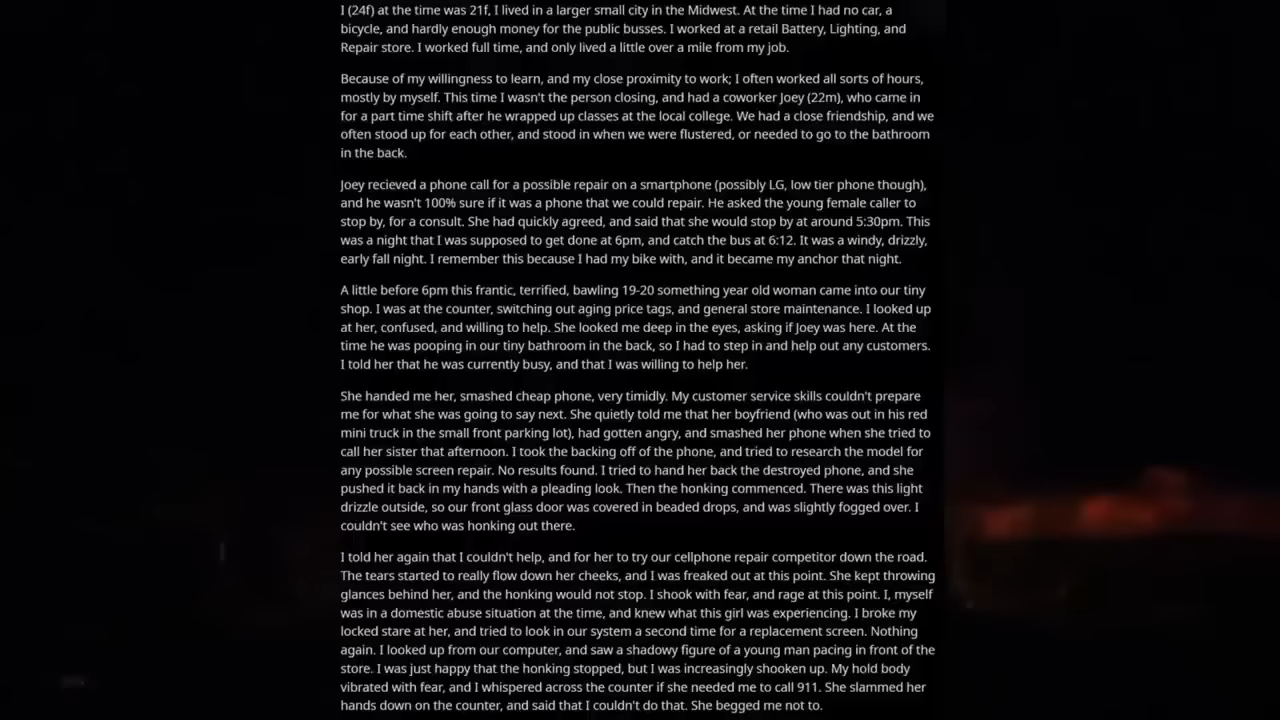 I (24f) at the time was 21f, I lived in a larger small city in the Midwest. At the time I had no car, a
bicycle, and hardly enough money for the public busses. I worked at a retail Battery, Lighting, and
Repair store. I worked full time, and only lived a little over a mile from my job.
Because of my willingness to learn, and my close proximity to work; I often worked all sorts of hours,
mostly by myself. This time I wasn't the person closing, and had a coworker Joey (22m), who came in
for a part time shift after he wrapped up classes at the local college. We had a close friendship, and we
often stood up for each other, and stood in when we were flustered, or needed to go to the bathroom
in the back.
Joey recieved a phone call for a possible repair on a smartphone (possibly LG, low tier phone though),
and he wasn't 100% sure if it was a phone that we could repair. He asked the young female caller to
stop by, for a consult. She had quickly agreed, and said that she would stop by at around 5:30pm. This
was a night that I was supposed to get done at 6pm, and catch the bus at 6:12. It was a windy, drizzly,
early fall night. I remember this because I had my bike with, and it became my anchor that night.
A little before 6pm this frantic, terrified, bawling 19-20 something year old woman came into our tiny
shop. I was at the counter, switching out aging price tags, and general store maintenance. I looked up
at her, confused, and willing to help. She looked me deep in the eyes, asking if Joey was here. At the
time he was pooping in our tiny bathroom in the back, so I had to step in and help out any customers.
I told her that he was currently busy, and that I was willing to help her.
She handed me her, smashed cheap phone, very timidly. My customer service skills couldn't prepare
me for what she was going to say next. She quietly told me that her boyfriend (who was out in his red
mini truck in the small front parking lot), had gotten angry, and smashed her phone when she tried to
call her sister that afternoon. I took the backing off of the phone, and tried to research the model for
any possible screen repair. No results found. I tried to hand her back the destroyed phone, and she
pushed it back in my hands with a pleading look. Then the honking commenced. There was this light
drizzle outside, so our front glass door was covered in beaded drops, and was slightly fogged over. I
couldn't see who was honking out there.
I told her again that I couldn't help, and for her to try our cellphone repair competitor down the road.
The tears started to really flow down her cheeks, and I was freaked out at this point. She kept throwing
glances behind her, and the honking would not stop. I shook with fear, and rage at this point. I, myself
was in a domestic abuse situation at the time, and knew what this girl was experiencing. I broke my
locked stare at her, and tried to look in our system a second time for a replacement screen. Nothing
again. I looked up from our computer, and saw a shadowy figure of a young man pacing in front of the
store. I was just happy that the honking stopped, but I was increasingly shooken up. My hold body
vibrated with fear, and I whispered across the counter if she needed me to call 911. She slammed her
hands down on the counter, and said that I couldn't do that. She begged me not to.